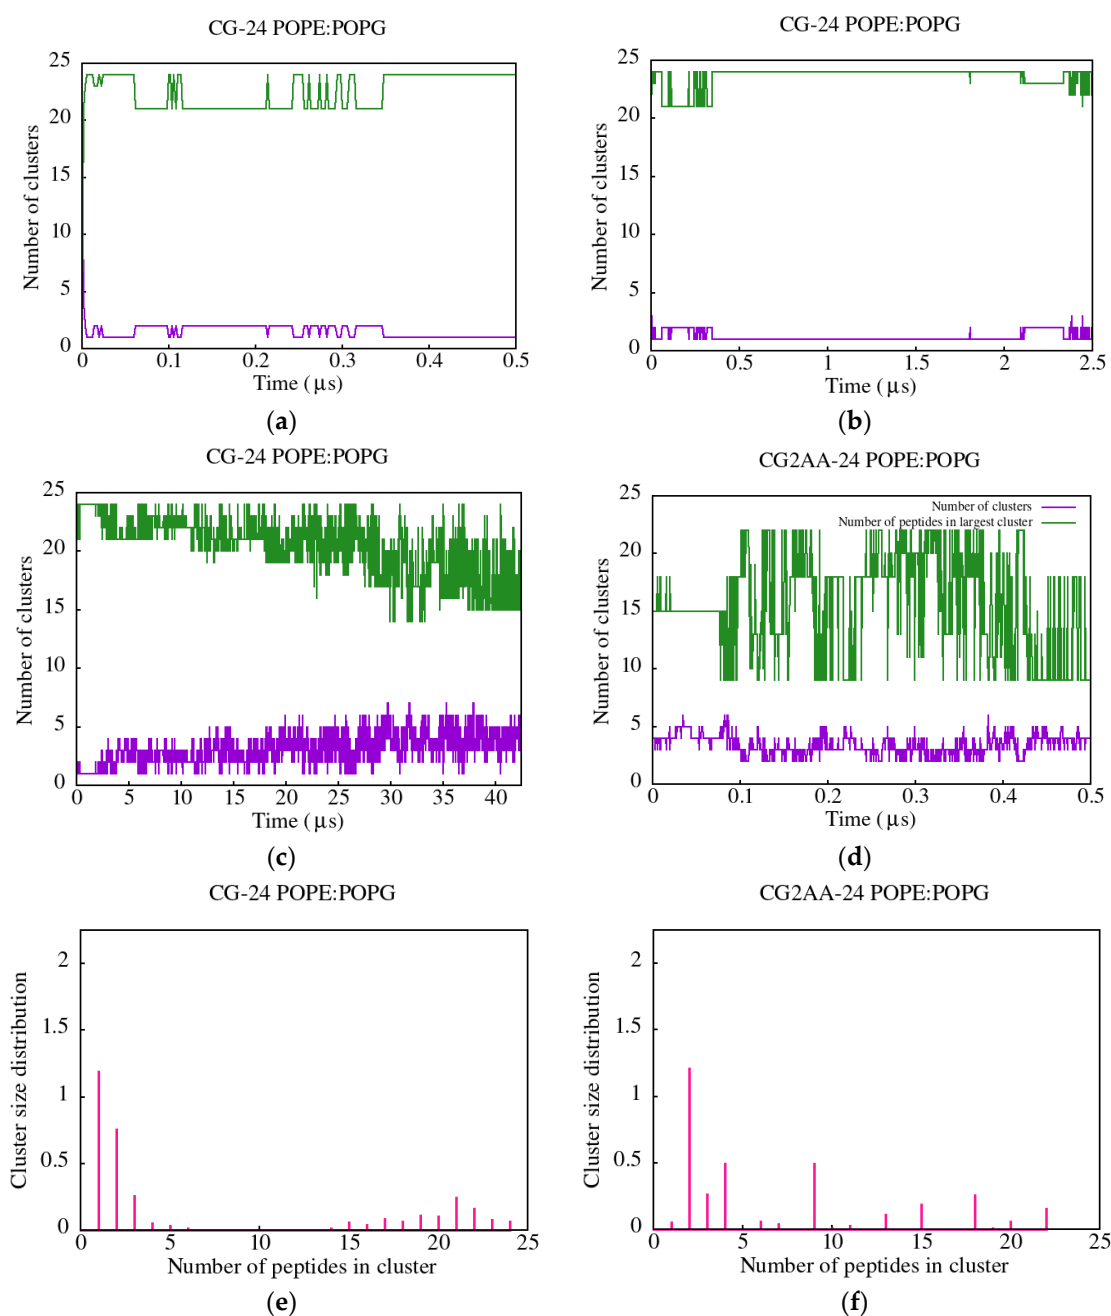 CG-24 POPE:POPG
Number of clusters
25
20
15
10
5
0
0 0.1 0.2 0.3 0.4 0.5
Time (μs)
(a)
CG-24 POPE:POPG
Number of clusters
25
20
15
10
5
0
0 0.5 1 1.5 2 2.5
Time (μs)
(b)
CG-24 POPE:POPG
Number of clusters
25
20
15
10
5
0
0 5 10 15 20 25 30 35 40
Time (μs)
(c)
CG2AA-24 POPE:POPG
Number of clusters
Number of peptides in largest cluster
Number of clusters
25
20
15
10
5
0
0 0.1 0.2 0.3 0.4 0.5
Time (μs)
(d)
CG-24 POPE:POPG
Cluster size distribution
2
1.5
1
0.5
0
0 5 10 15 20 25
Number of peptides in cluster
(e)
CG2AA-24 POPE:POPG
Cluster size distribution
2
1.5
1
0.5
0
0 5 10 15 20 25
Number of peptides in cluster
(f)